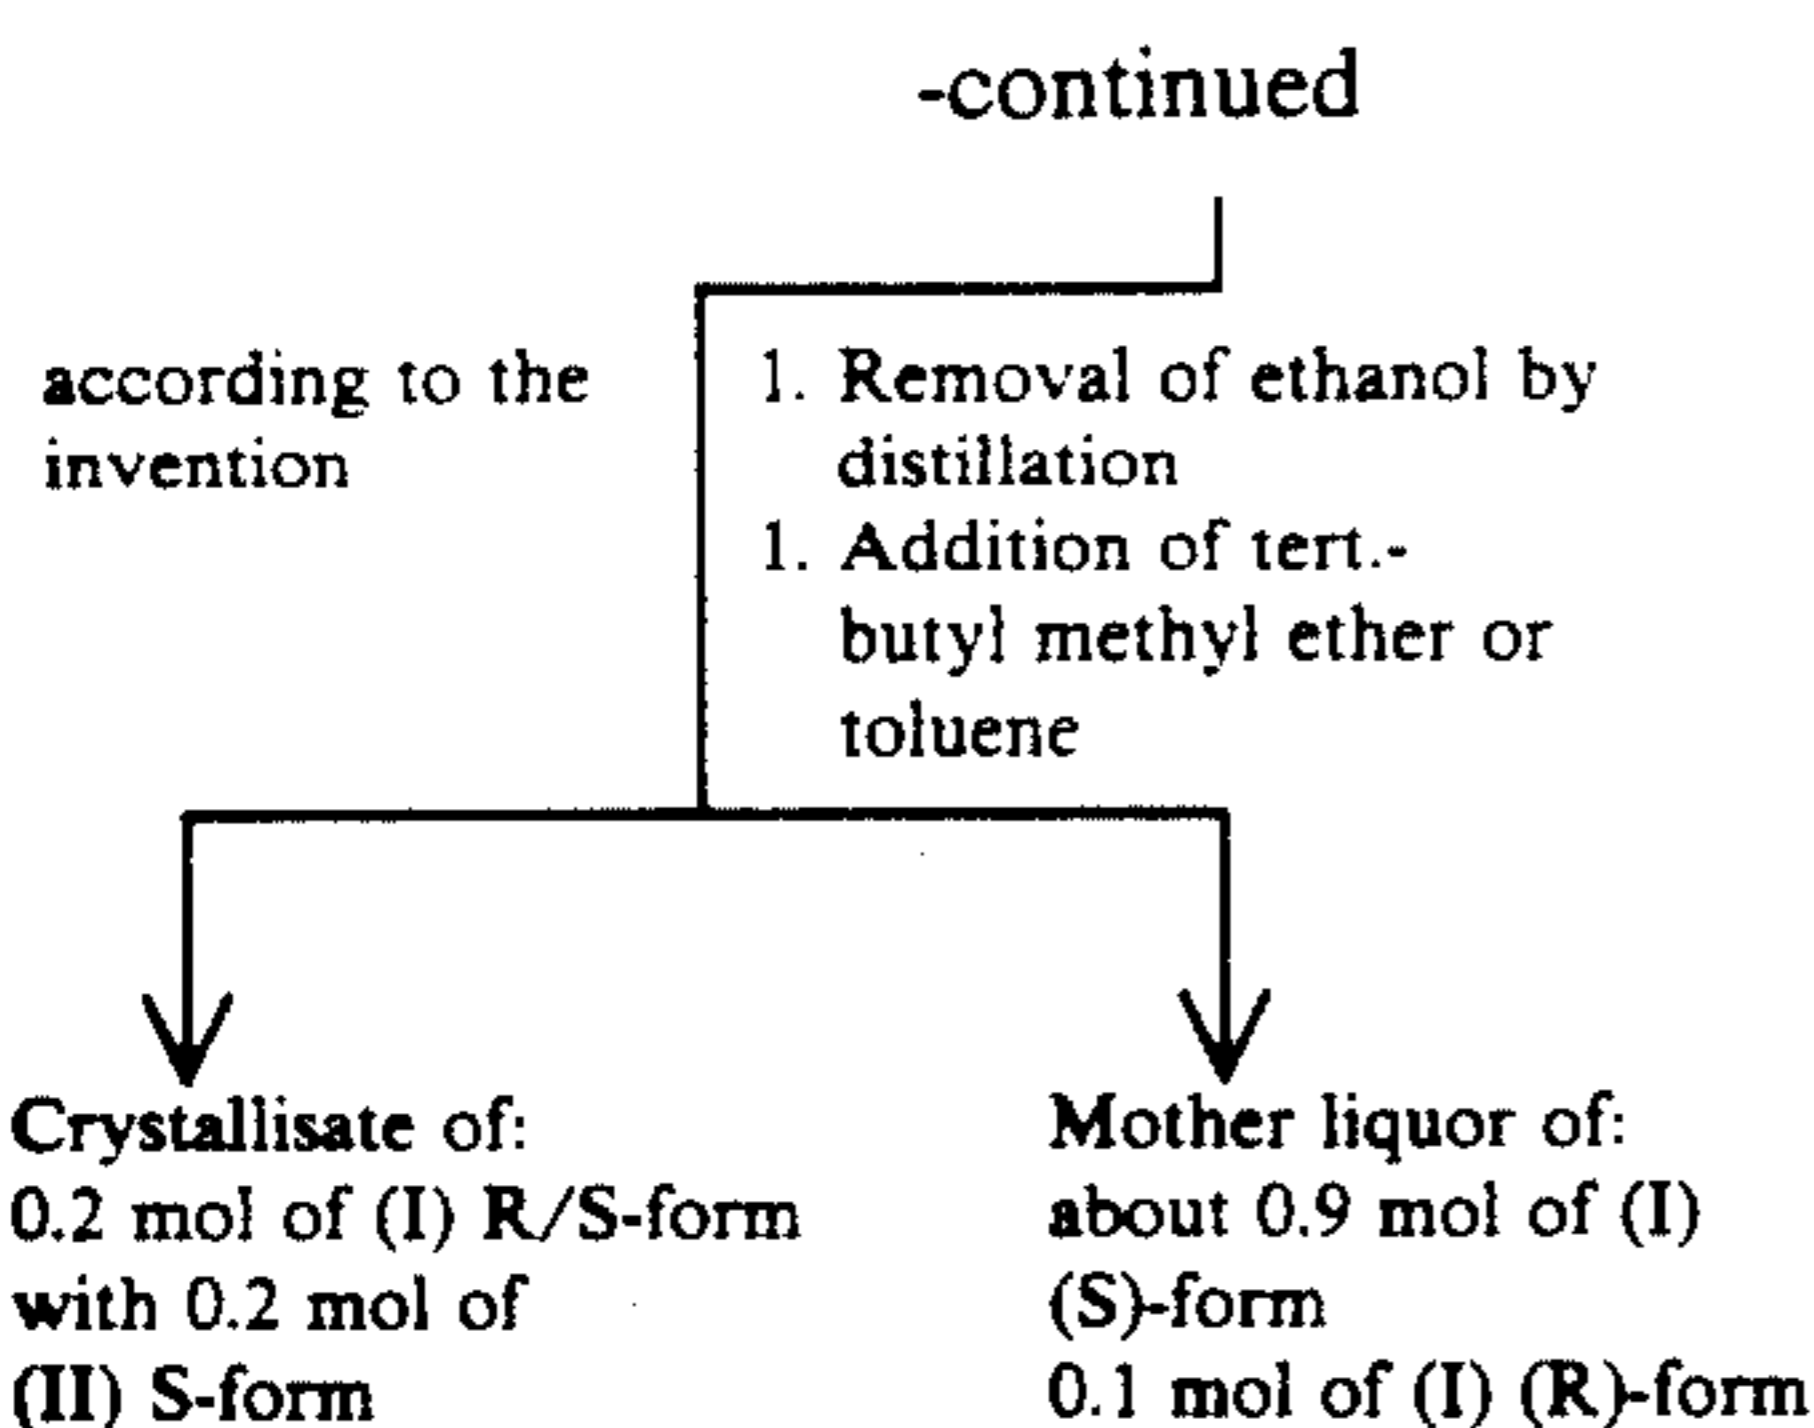 -continued
according to the
invention
1. Removal of ethanol by
distillation
1. Addition of tert.-
butyl methyl ether or
toluene
Crystallisate of:
0.2 mol of (I) R/S-form
with 0.2 mol of
(II) S-form
Mother liquor of:
about 0.9 mol of (I)
(S)-form
0.1 mol of (I) (R)-form